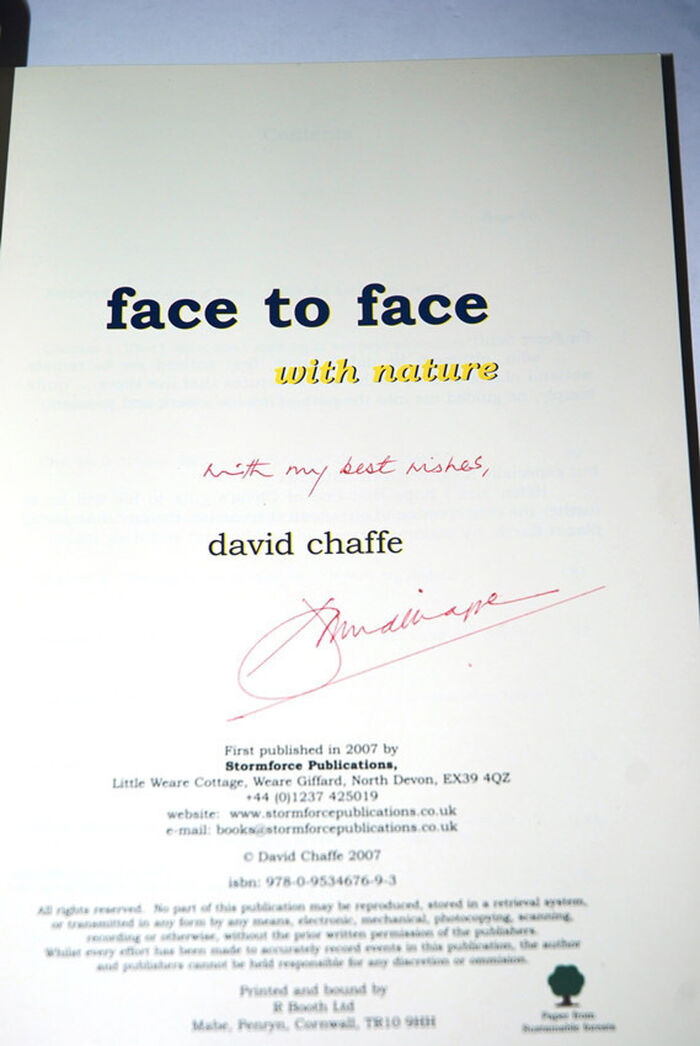 face to face
with nature
with my best wishes,
david chaffe
First published in 2007 by
Stormforce Publications,
Little Weare Cottage, Weare Giffard, North Devon, EX39 4QZ
+44 (0)1237 425019
website: www.stormforcepublications.co.uk
e-mail: books@stormforcepublications.co.uk
© David Chaffe 2007
isbn: 978-0-9534676-9-3
All rights reserved. No part of this publication may be reproduced, stored in a retrieval system,
or transmitted in any form by any means, electronic, mechanical, photocopying, scanning,
recording or otherwise, without the prior written permission of the publishers.
Whilst every effort has been made to accurately record events in this publication, the author
and publishers cannot be held responsible for any discretion or ommision.
Printed and bound by
R Booth Ltd
Mabe, Penryn, Cornwall, TR10 9HH
Paper from
Sustainable forests